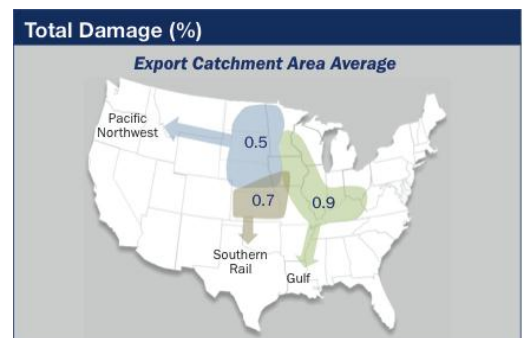 Total Damage (%)
Export Catchment Area Average
Pacific
Northwest
0.5
0.7
0.9
Southern
Rail
Gulf